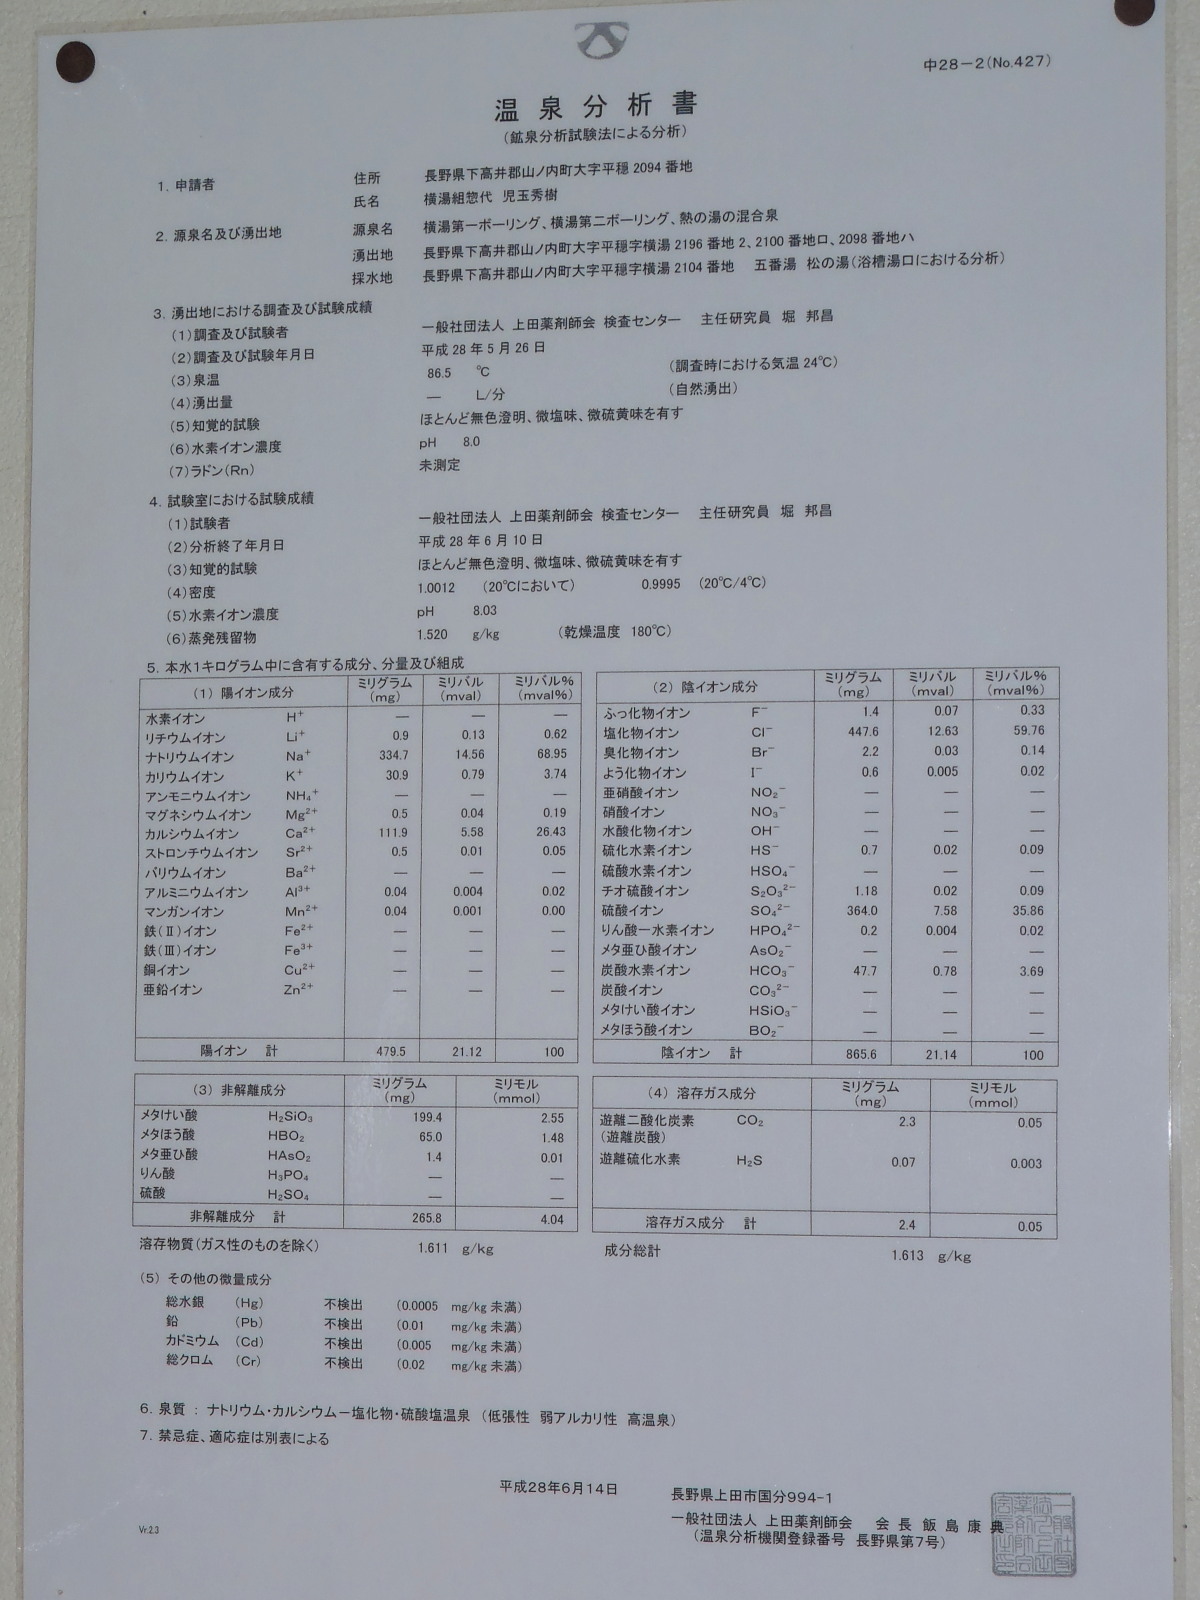 中28-2(No.427)
温泉分析書
(鉱泉分析試験法による分析)
1. 申請者 住所 長野県下高井郡山ノ内町大字平穏 2094 番地
氏名 横湯組惣代 児玉秀樹
2. 源泉名及び湧出地 源泉名 横湯第一ボーリング、横湯第二ボーリング、熱の湯の混合泉
湧出地 長野県下高井郡山ノ内町大字平穏字横湯 2196 番地 2、2100 番地ロ、2098 番地ハ
採水地 長野県下高井郡山ノ内町大字平穏字横湯 2104 番地 五番湯 松の湯(浴槽湯口における分析)
3. 湧出地における調査及び試験成績
(1)調査及び試験者 一般社団法人 上田薬剤師会 検査センター 主任研究員 堀 邦昌
(2)調査及び試験年月日 平成 28 年 5 月 26 日
(3)泉温 86.5 ℃ (調査時における気温 24℃)
(4)湧出量 ― L/分 (自然湧出)
(5)知覚的試験 ほとんど無色澄明、微塩味、微硫黄味を有す
(6)水素イオン濃度 pH 8.0
(7)ラドン(Rn) 未測定
4. 試験室における試験成績
(1)試験者 一般社団法人 上田薬剤師会 検査センター 主任研究員 堀 邦昌
(2)分析終了年月日 平成 28 年 6 月 10 日
(3)知覚的試験 ほとんど無色澄明、微塩味、微硫黄味を有す
(4)密度 1.0012 (20℃において) 0.9995 (20℃/4℃)
(5)水素イオン濃度 pH 8.03
(6)蒸発残留物 1.520 g/kg (乾燥温度 180℃)
5. 本水1キログラム中に含有する成分、分量及び組成
(1) 陽イオン成分 ミリグラム(mg) ミリバル(mval) ミリバル%(mval%)
水素イオン H⁺ ― ― ―
リチウムイオン Li⁺ 0.9 0.13 0.62
ナトリウムイオン Na⁺ 334.7 14.56 68.95
カリウムイオン K⁺ 30.9 0.79 3.74
アンモニウムイオン NH₄⁺ ― ― ―
マグネシウムイオン Mg²⁺ 0.5 0.04 0.19
カルシウムイオン Ca²⁺ 111.9 5.58 26.43
ストロンチウムイオン Sr²⁺ 0.5 0.01 0.05
バリウムイオン Ba²⁺ ― ― ―
アルミニウムイオン Al³⁺ 0.04 0.004 0.02
マンガンイオン Mn²⁺ 0.04 0.001 0.00
鉄(Ⅱ)イオン Fe²⁺ ― ― ―
鉄(Ⅲ)イオン Fe³⁺ ― ― ―
銅イオン Cu²⁺ ― ― ―
亜鉛イオン Zn²⁺ ― ― ―
陽イオン 計 479.5 21.12 100
(2) 陰イオン成分 ミリグラム(mg) ミリバル(mval) ミリバル%(mval%)
ふっ化物イオン F⁻ 1.4 0.07 0.33
塩化物イオン Cl⁻ 447.6 12.63 59.76
臭化物イオン Br⁻ 2.2 0.03 0.14
よう化物イオン I⁻ 0.6 0.005 0.02
亜硝酸イオン NO₂⁻ ― ― ―
硝酸イオン NO₃⁻ ― ― ―
水酸化物イオン OH⁻ ― ― ―
硫化水素イオン HS⁻ 0.7 0.02 0.09
硫酸水素イオン HSO₄⁻ ― ― ―
チオ硫酸イオン S₂O₃²⁻ 1.18 0.02 0.09
硫酸イオン SO₄²⁻ 364.0 7.58 35.86
りん酸一水素イオン HPO₄²⁻ 0.2 0.004 0.02
メタ亜ひ酸イオン AsO₂⁻ ― ― ―
炭酸水素イオン HCO₃⁻ 47.7 0.78 3.69
炭酸イオン CO₃²⁻ ― ― ―
メタけい酸イオン HSiO₃⁻ ― ― ―
メタほう酸イオン BO₂⁻ ― ― ―
陰イオン 計 865.6 21.14 100
(3) 非解離成分 ミリグラム(mg) ミリモル(mmol)
メタけい酸 H₂SiO₃ 199.4 2.55
メタほう酸 HBO₂ 65.0 1.48
メタ亜ひ酸 HAsO₂ 1.4 0.01
りん酸 H₃PO₄ ― ―
硫酸 H₂SO₄ ― ―
非解離成分 計 265.8 4.04
(4) 溶存ガス成分 ミリグラム(mg) ミリモル(mmol)
遊離二酸化炭素 CO₂ 2.3 0.05
(遊離炭酸)
遊離硫化水素 H₂S 0.07 0.003
溶存ガス成分 計 2.4 0.05
溶存物質(ガス性のものを除く) 1.611 g/kg 成分総計 1.613 g/kg
(5) その他の微量成分
総水銀 (Hg) 不検出 (0.0005 mg/kg 未満)
鉛 (Pb) 不検出 (0.01 mg/kg 未満)
カドミウム (Cd) 不検出 (0.005 mg/kg 未満)
総クロム (Cr) 不検出 (0.02 mg/kg 未満)
6. 泉質 : ナトリウム・カルシウム―塩化物・硫酸塩温泉 (低張性 弱アルカリ性 高温泉)
7. 禁忌症、適応症は別表による
平成28年6月14日 長野県上田市国分994-1
一般社団法人 上田薬剤師会 会長 飯島康典
(温泉分析機関登録番号 長野県第7号)
Vr.2.3